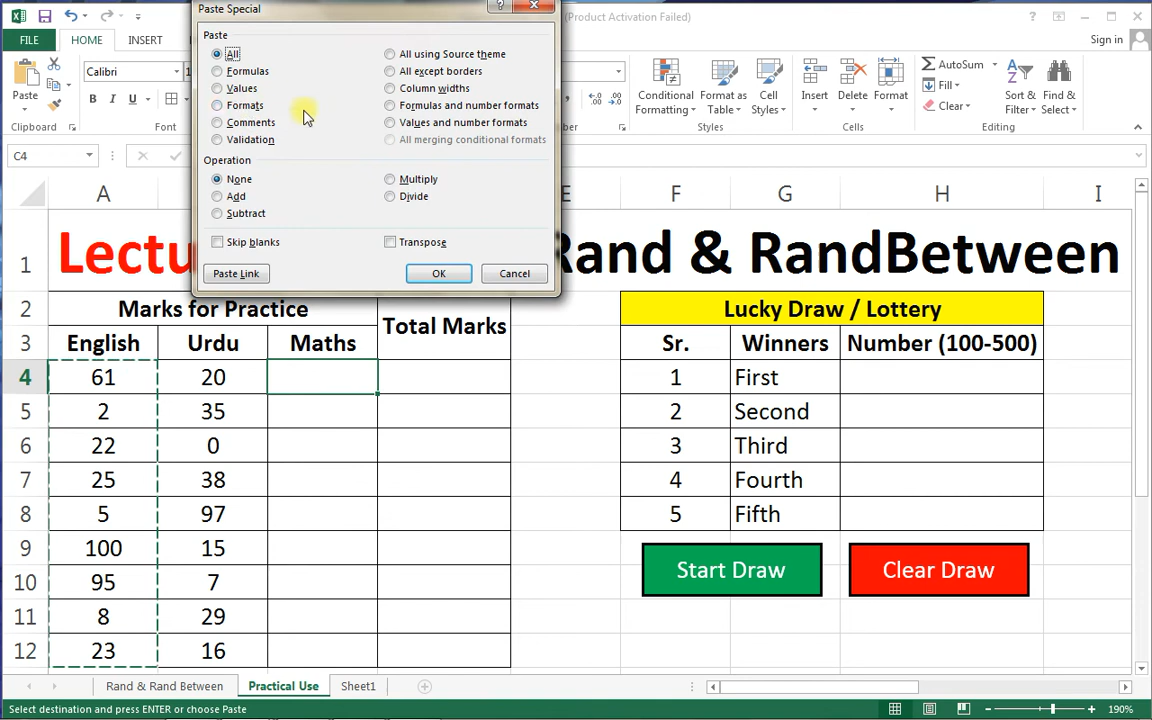 Paste Special
(Product Activation Failed)
FILE HOME INSERT
Sign in
Paste
Calibri
B I U
Clipboard
Font
Conditional Formatting
Format as Table
Cell Styles
Styles
Insert
Delete
Format
Cells
AutoSum
Fill
Clear
Sort & Filter
Find & Select
Editing
Paste
All
Formulas
Values
Formats
Comments
Validation
All using Source theme
All except borders
Column widths
Formulas and number formats
Values and number formats
All merging conditional formats
Operation
None
Add
Subtract
Multiply
Divide
Skip blanks
Transpose
Paste Link
OK
Cancel
C4
A E F G H I
1 Rand & RandBetween
2 Marks for Practice Total Marks Lucky Draw / Lottery
3 English Urdu Maths Sr. Winners Number (100-500)
4 61 20 1 First
5 2 35 2 Second
6 22 0 3 Third
7 25 38 4 Fourth
8 5 97 5 Fifth
9 100 15
10 95 7
11 8 29
12 23 16
Start Draw
Clear Draw
Rand & Rand Between
Practical Use
Sheet1
Select destination and press ENTER or choose Paste
190%